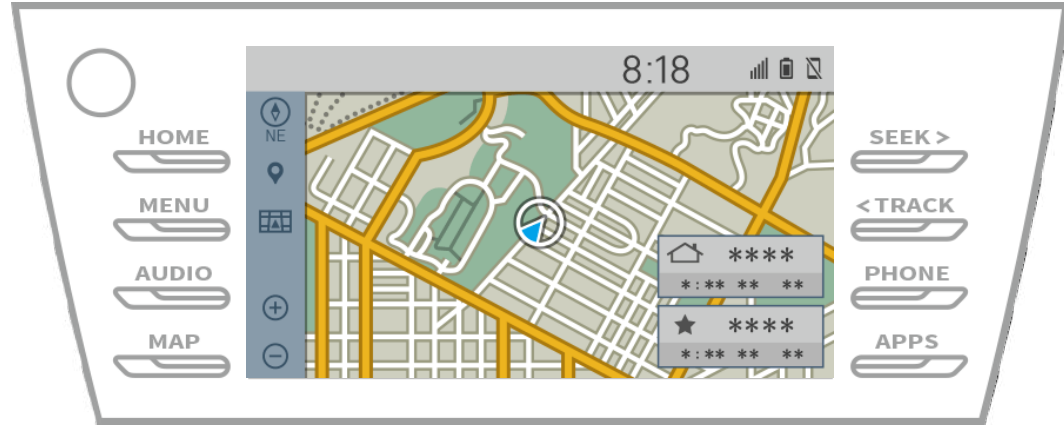 8:18
NE
HOME
MENU
AUDIO
MAP
SEEK >
< TRACK
PHONE
APPS
****
*:** ** **
****
*:** ** **